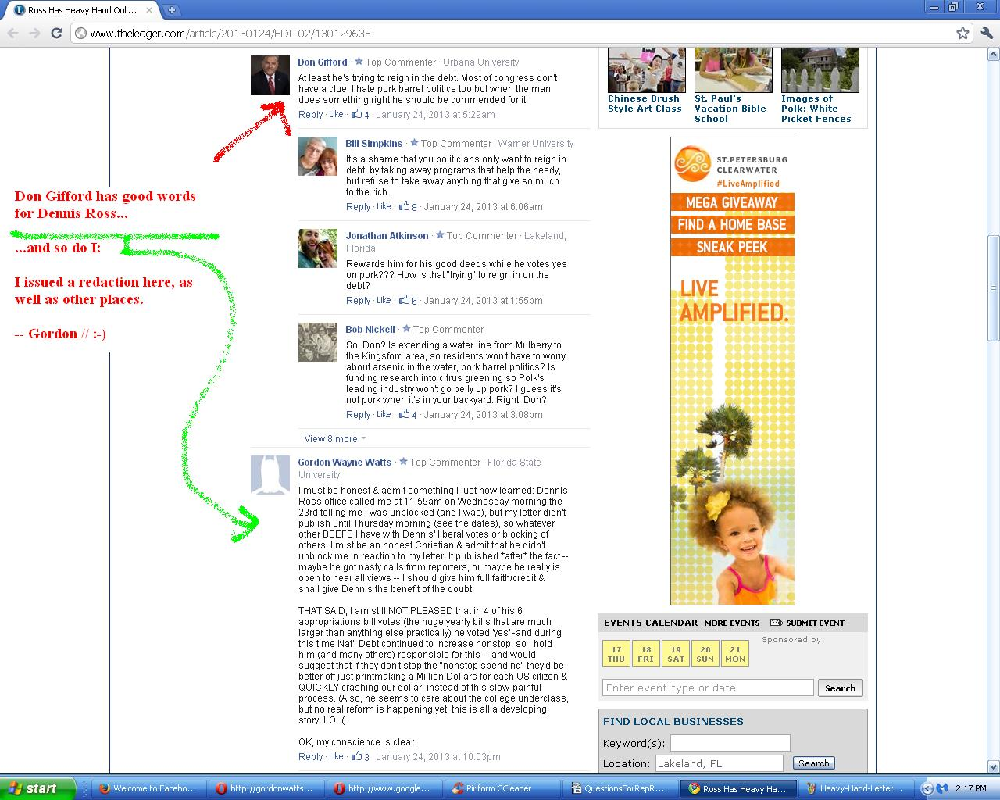 Ross Has Heavy Hand Onli...
www.theledger.com/article/20130124/EDIT02/130129635
Don Gifford · Top Commenter · Urbana University
At least he's trying to reign in the debt. Most of congress don't
have a clue. I hate pork barrel politics too but when the man
does something right he should be commended for it.
Reply · Like · 4 · January 24, 2013 at 5:29am
Bill Simpkins · Top Commenter · Warner University
It's a shame that you politicians only want to reign in
debt, by taking away programs that help the needy,
but refuse to take away anything that give so much
to the rich.
Reply · Like · 8 · January 24, 2013 at 6:06am
Jonathan Atkinson · Top Commenter · Lakeland,
Florida
Rewards him for his good deeds while he votes yes
on pork??? How is that "trying" to reign in on the
debt?
Reply · Like · 6 · January 24, 2013 at 1:55pm
Bob Nickell · Top Commenter
So, Don? Is extending a water line from Mulberry to
the Kingsford area, so residents won't have to worry
about arsenic in the water, pork barrel politics? Is
funding research into citrus greening so Polk's
leading industry won't go belly up pork? I guess it's
not pork when it's in your backyard. Right, Don?
Reply · Like · 4 · January 24, 2013 at 3:08pm
View 8 more
Gordon Wayne Watts · Top Commenter · Florida State
University
I must be honest & admit something I just now learned: Dennis
Ross office called me at 11:59am on Wednesday morning the
23rd telling me I was unblocked (and I was), but my letter didn't
publish until Thursday morning (see the dates), so whatever
other BEEFS I have with Dennis' liberal votes or blocking of
others, I mist be an honest Christian & admit that he didn't
unblock me in reaction to my letter: It published *after* the fact --
maybe he got nasty calls from reporters, or maybe he really is
open to hear all views -- I should give him full faith/credit & I
shall give Dennis the benefit of the doubt.
THAT SAID, I am still NOT PLEASED that in 4 of his 6
appropriations bill votes (the huge yearly bills that are much
larger than anything else practically) he voted 'yes' -and during
this time Nat'l Debt continued to increase nonstop, so I hold
him (and many others) responsible for this -- and would
suggest that if they don't stop the "nonstop spending" they'd be
better off just printmaking a Million Dollars for each US citizen &
QUICKLY crashing our dollar, instead of this slow-painful
process. (Also, he seems to care about the college underclass,
but no real reform is happening yet; this is all a developing
story. LOL(
OK, my conscience is clear.
Reply · Like · 3 · January 24, 2013 at 10:03pm
Don Gifford has good words
for Dennis Ross...
...and so do I:
I issued a redaction here, as
well as other places.
-- Gordon // :-)
Chinese Brush
Style Art Class
St. Paul's
Vacation Bible
School
Images of
Polk: White
Picket Fences
ST.PETERSBURG
CLEARWATER
#LiveAmplified
MEGA GIVEAWAY
FIND A HOME BASE
SNEAK PEEK
LIVE
AMPLIFIED.
EVENTS CALENDAR MORE EVENTS SUBMIT EVENT
Sponsored by:
17 18 19 20 21
THU FRI SAT SUN MON
Enter event type or date Search
FIND LOCAL BUSINESSES
Keyword(s):
Location: Lakeland, FL Search
start Welcome to Facebo... http://gordonwatts... http://www.google... Piriform CCleaner QuestionsForRepR... Ross Has Heavy Ha... Heavy-Hand-Letter... 2:17 PM